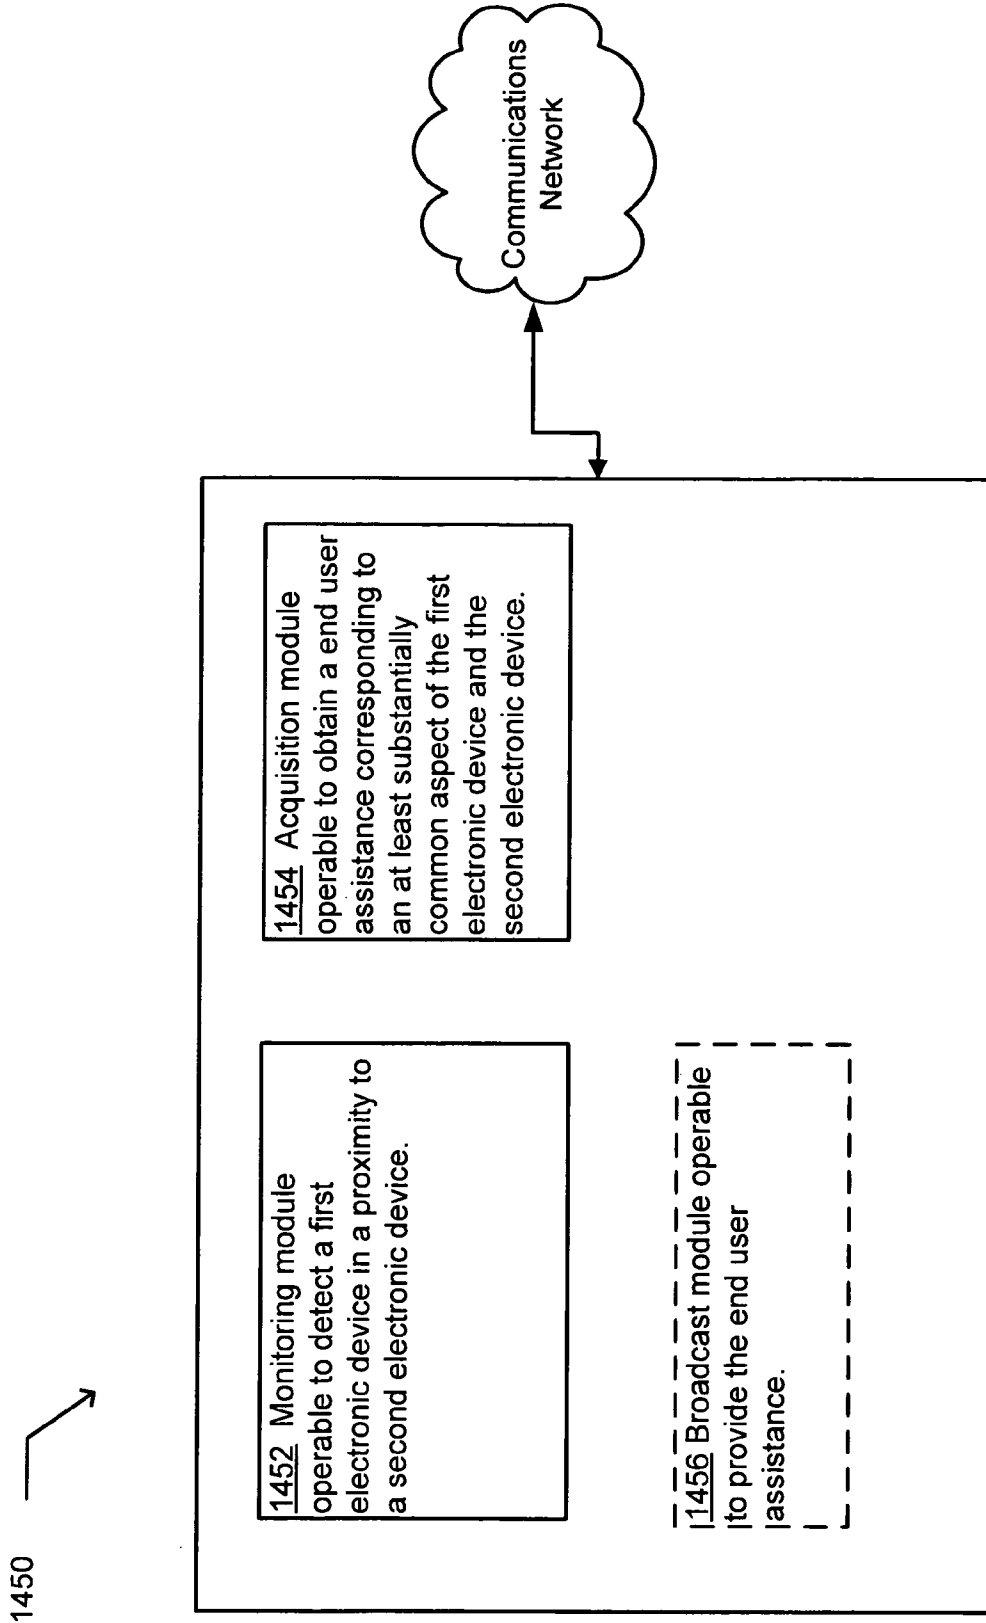 1450
1452 Monitoring module
operable to detect a first
electronic device in a proximity to
a second electronic device.
1454 Acquisition module
operable to obtain a end user
assistance corresponding to
an at least substantially
common aspect of the first
electronic device and the
second electronic device.
1456 Broadcast module operable
to provide the end user
assistance.
Communications
Network